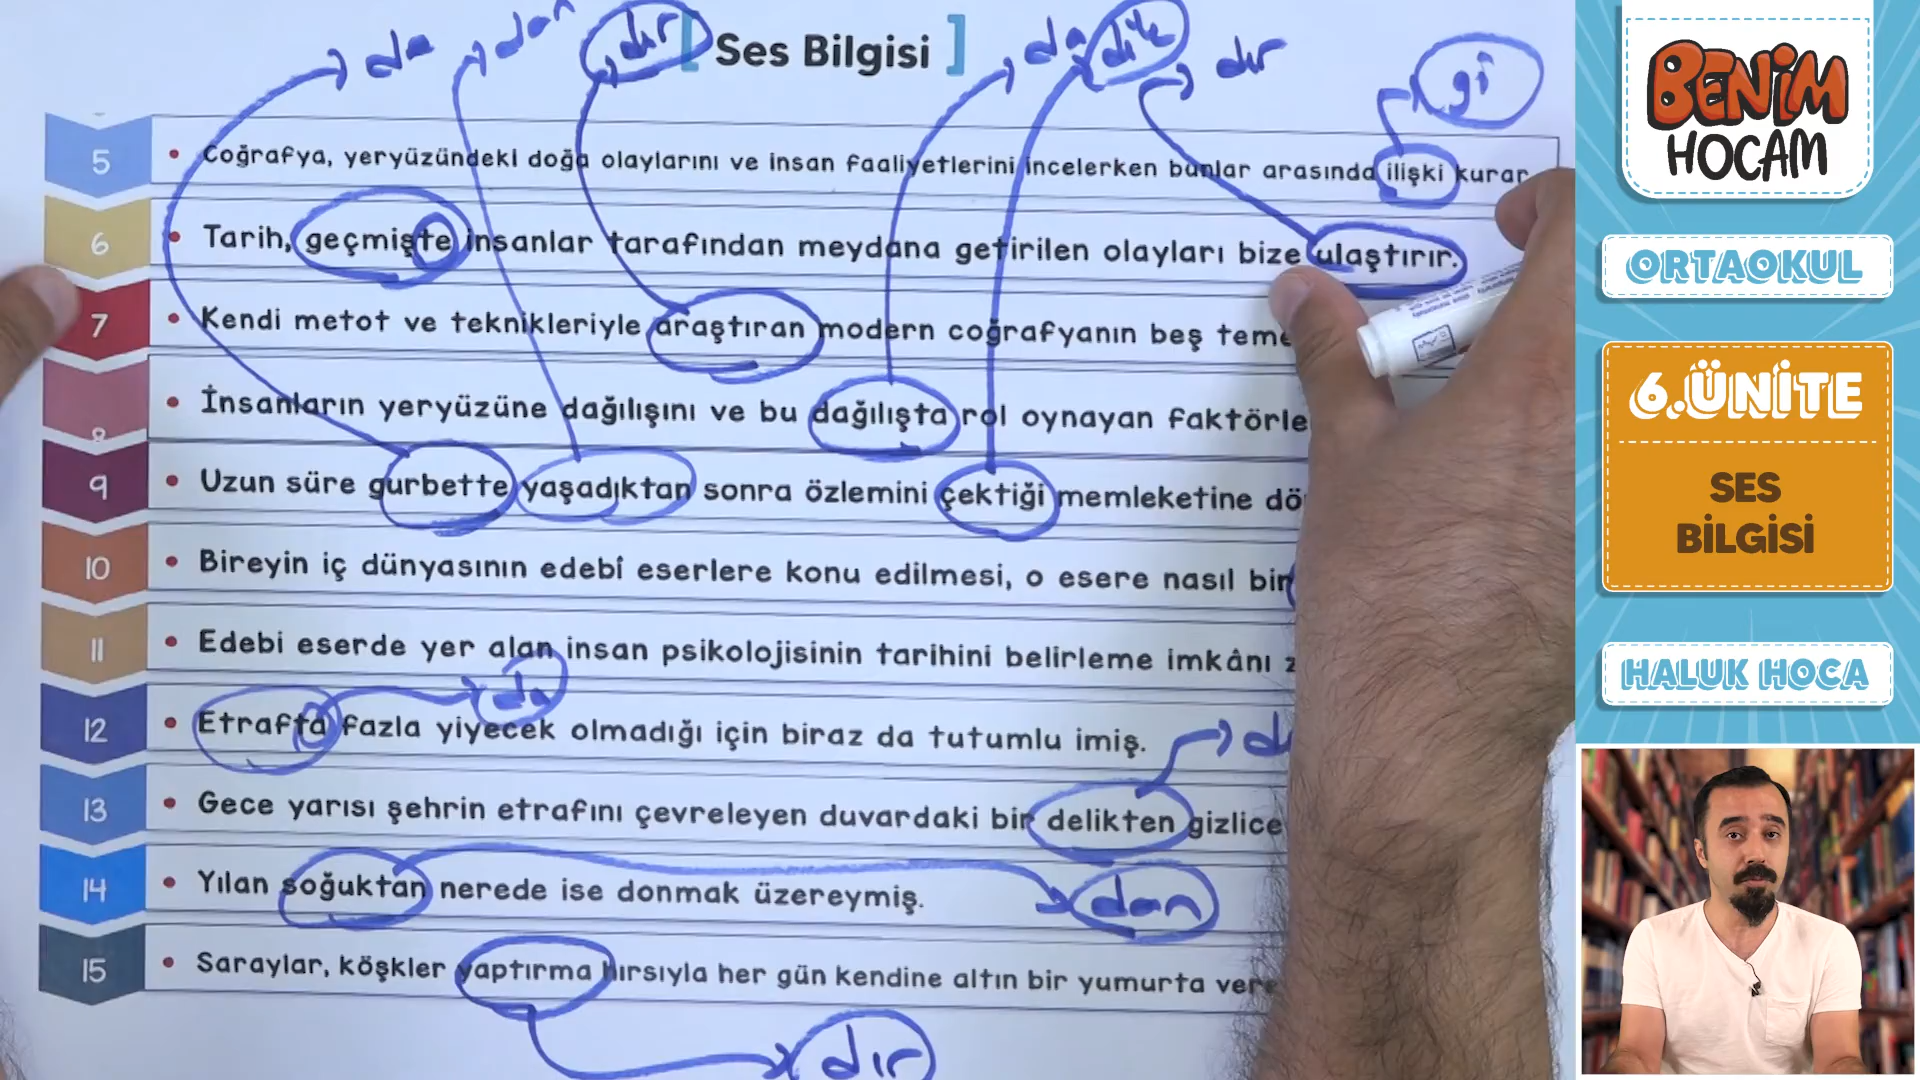 da dan dır [ Ses Bilgisi ] da dık dır gi
5 • Coğrafya, yeryüzündeki doğa olaylarını ve insan faaliyetlerini incelerken bunlar arasında ilişki kurar
6 • Tarih, geçmişte insanlar tarafından meydana getirilen olayları bize ulaştırır.
7 • Kendi metot ve teknikleriyle araştıran modern coğrafyanın beş teme
8 • İnsanların yeryüzüne dağılışını ve bu dağılışta rol oynayan faktörle
9 • Uzun süre gurbette yaşadıktan sonra özlemini çektiği memleketine dö
10 • Bireyin iç dünyasının edebî eserlere konu edilmesi, o esere nasıl bir
11 • Edebi eserde yer alan insan psikolojisinin tarihini belirleme imkânı z
da
12 • Etrafta fazla yiyecek olmadığı için biraz da tutumlu imiş.
13 • Gece yarısı şehrin etrafını çevreleyen duvardaki bir delikten gizlice
14 • Yılan soğuktan nerede ise donmak üzereymiş.
dan
15 • Saraylar, köşkler yaptırma hırsıyla her gün kendine altın bir yumurta vere
dır
BENİM
HOCAM
ORTAOKUL
6.ÜNİTE
SES
BİLGİSİ
HALUK HOCA